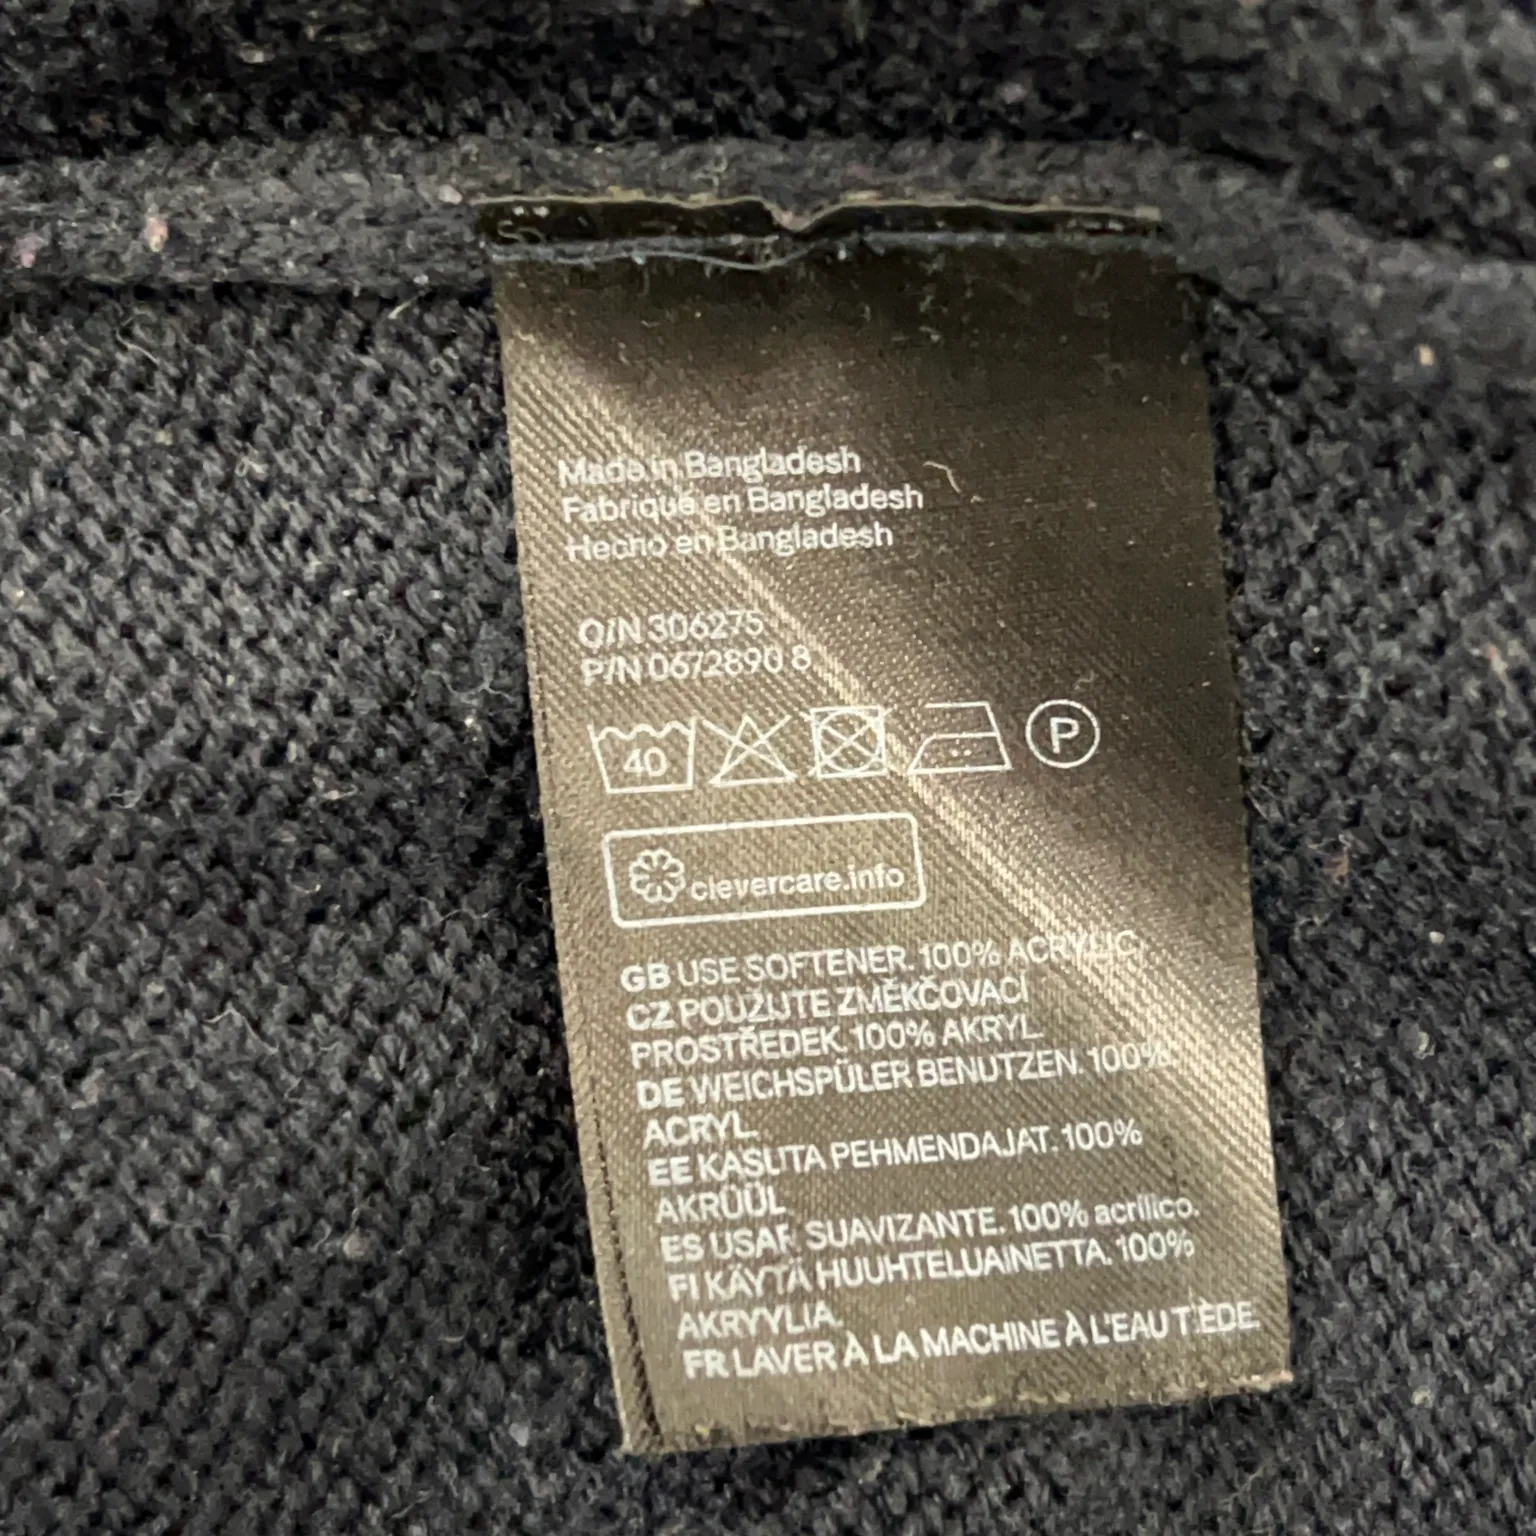 Made in Bangladesh
Fabriqué en Bangladesh
Hecho en Bangladesh
O/N 306275
P/N 0672890 8
40
P
clevercare.info
GB USE SOFTENER. 100% ACRYLIC
CZ POUŽIJTE ZMĚKČOVACÍ
PROSTŘEDEK. 100% AKRYL
DE WEICHSPÜLER BENUTZEN. 100%
ACRYL.
EE KASUTA PEHMENDAJAT. 100%
AKRÜÜL
ES USAR SUAVIZANTE. 100% acrílico.
FI KÄYTÄ HUUHTELUAINETTA. 100%
AKRYYLIA.
FR LAVER À LA MACHINE À L'EAU TIÈDE.